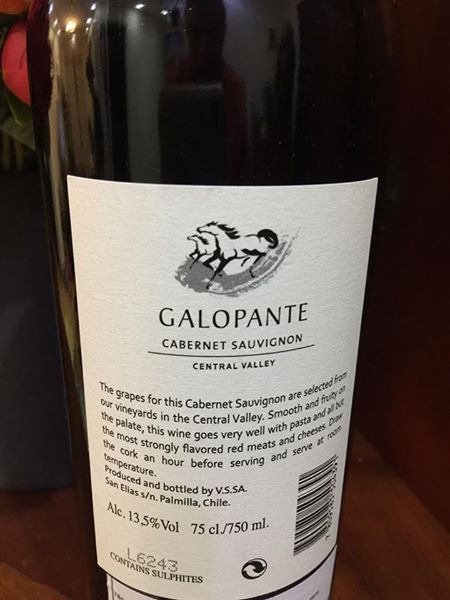 GALOPANTE
CABERNET SAUVIGNON
CENTRAL VALLEY
The grapes for this Cabernet Sauvignon are selected from
our vineyards in the Central Valley. Smooth and fruity on
the palate, this wine goes very well with pasta and all but
the most strongly flavored red meats and cheeses. Draw
the cork an hour before serving and serve at room
temperature.
Produced and bottled by V.S.SA.
San Elias s/n. Palmilla, Chile.
Alc. 13,5%Vol 75 cl./750 ml.
L6243
CONTAINS SULPHITES